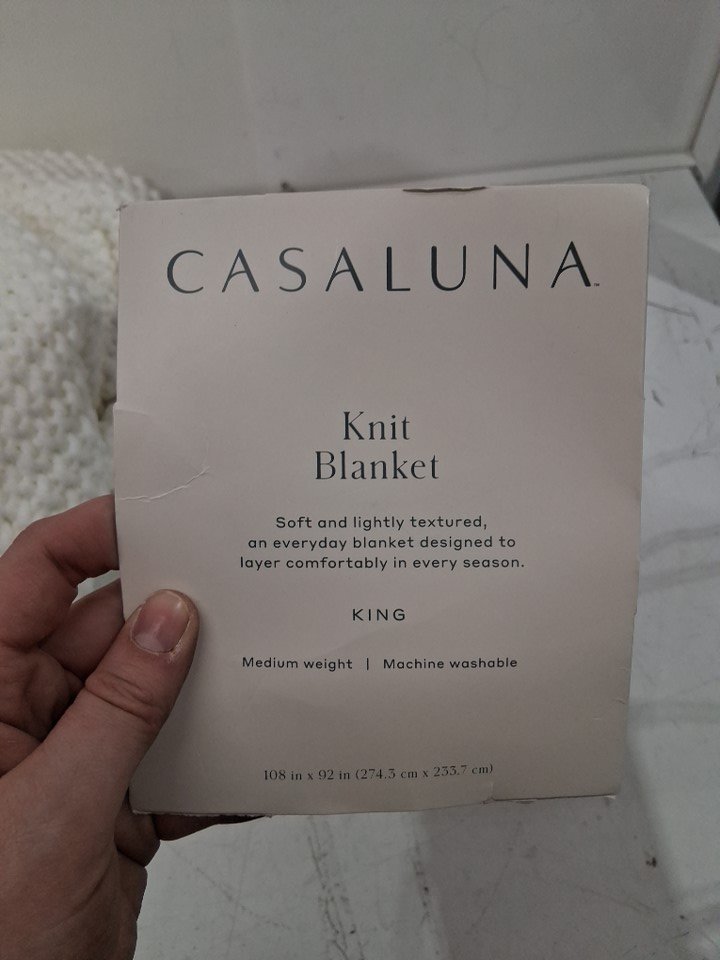 CASALUNA™
Knit
Blanket
Soft and lightly textured,
an everyday blanket designed to
layer comfortably in every season.
KING
Medium weight | Machine washable
108 in x 92 in (274.3 cm x 233.7 cm)